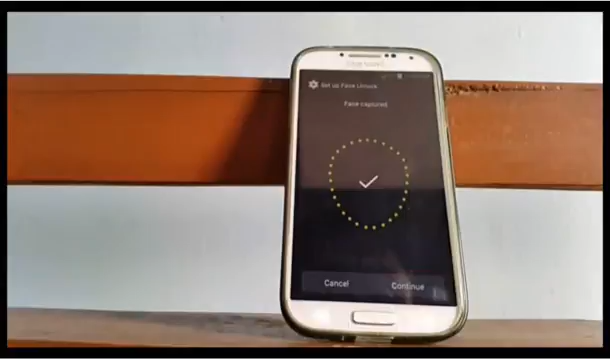 Set up Face Unlock
Face captured
Cancel
Continue